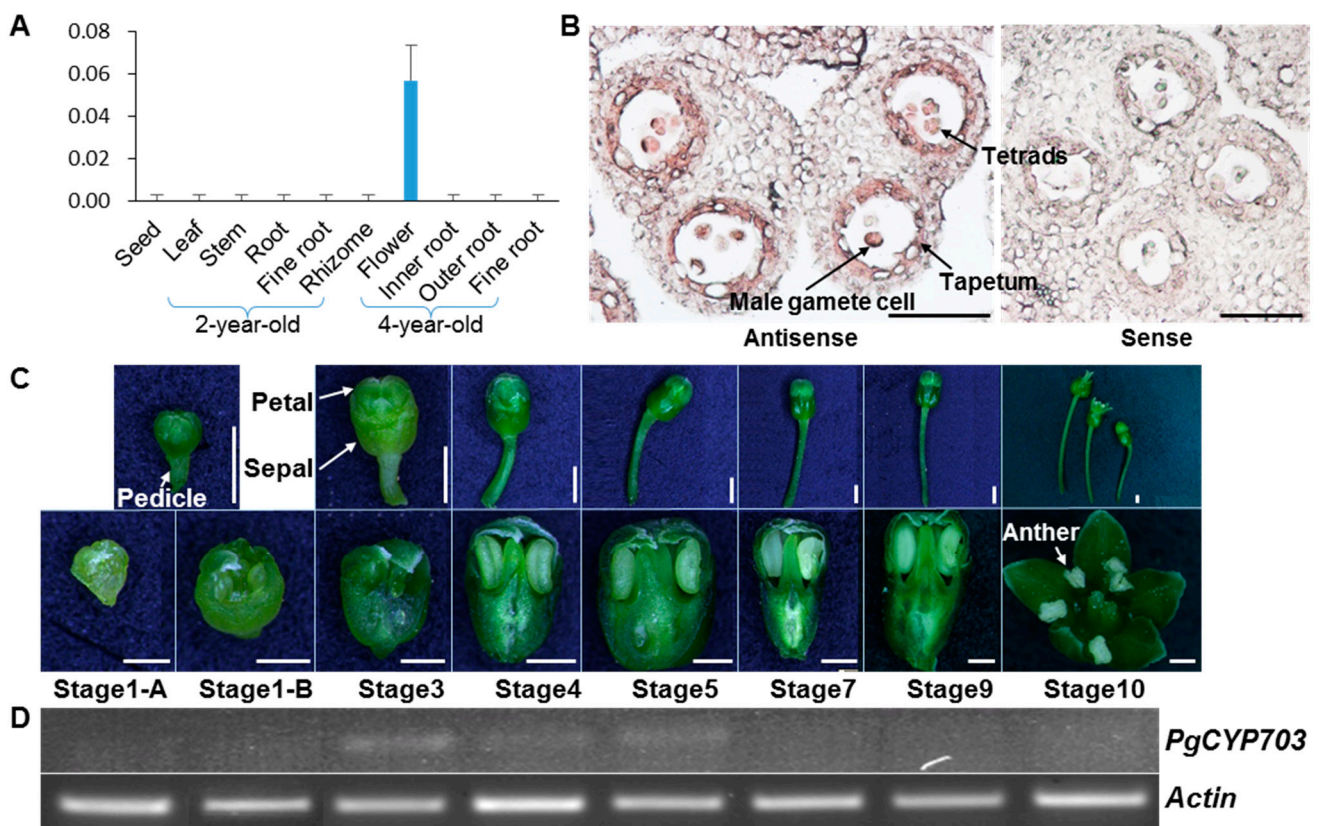 A
0.08
0.06
0.04
0.02
0.00
Seed
Leaf
Stem
Root
Fine root
Rhizome
Flower
Inner root
Outer root
Fine root
2-year-old
4-year-old
B
Tetrads
Tapetum
Male gamete cell
Antisense
Sense
C
Petal
Sepal
Pedicle
Anther
Stage1-A
Stage1-B
Stage3
Stage4
Stage5
Stage7
Stage9
Stage10
D
PgCYP703
Actin